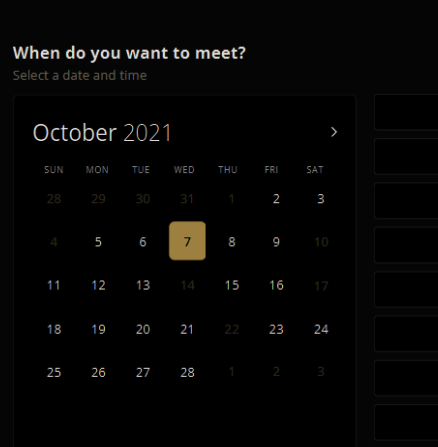 When do you want to meet?
Select a date and time
October 2021
SUN MON TUE WED THU FRI SAT
28 29 30 31 1 2 3
4 5 6 7 8 9 10
11 12 13 14 15 16 17
18 19 20 21 22 23 24
25 26 27 28 1 2 3